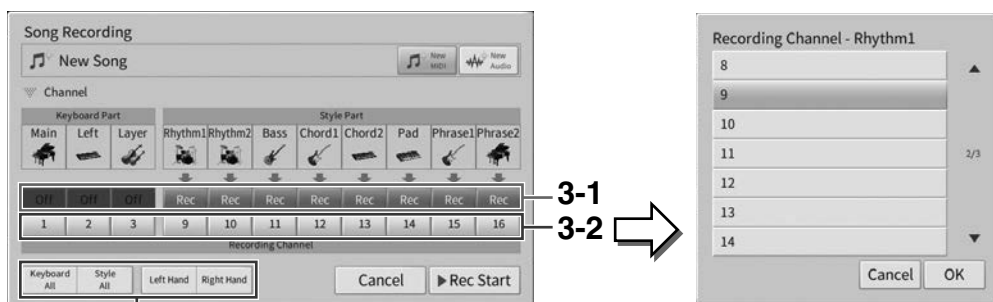 Song Recording
New Song
New MIDI
New Audio
Channel
Keyboard Part Style Part
Main Left Layer Rhythm1 Rhythm2 Bass Chord1 Chord2 Pad Phrase1 Phrase2
Off Off Off Rec Rec Rec Rec Rec Rec Rec Rec
3-1
1 2 3 9 10 11 12 13 14 15 16
3-2
Recording Channel
Keyboard All
Style All
Left Hand Right Hand Cancel Rec Start
Recording Channel - Rhythm1
8
9
10
11
2/3
12
13
14
Cancel OK